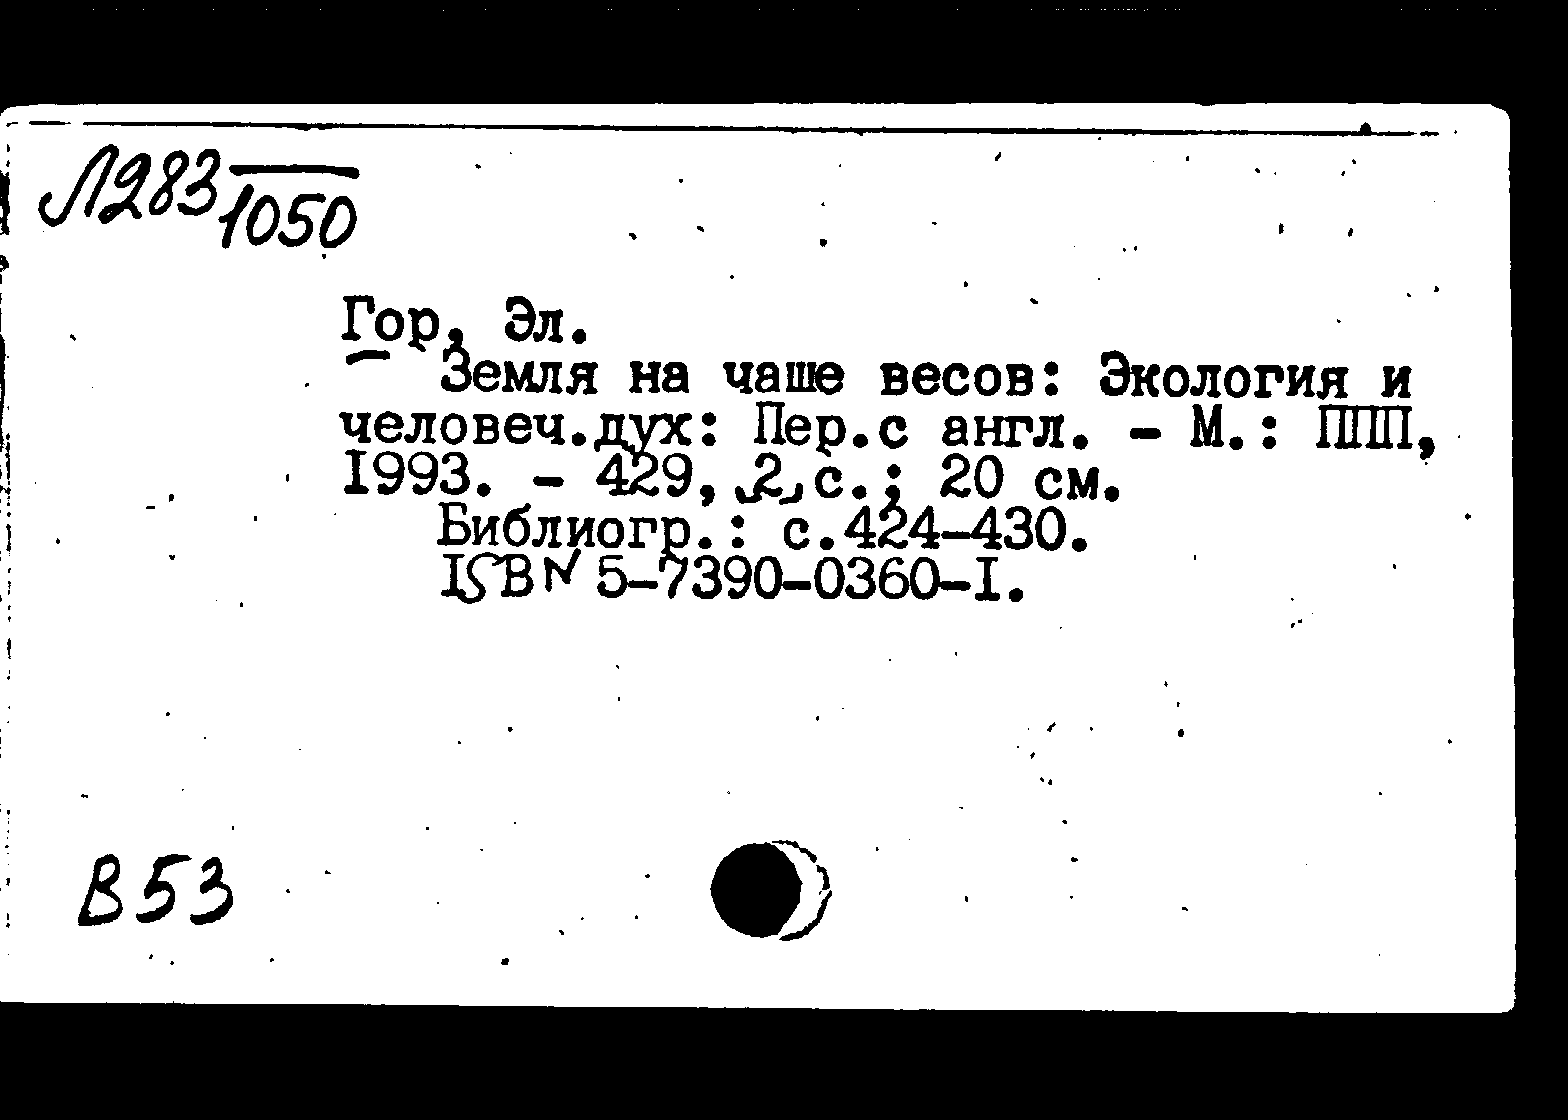 Л283 1050
Гор, Эл.
Земля на чаше весов: Экология и
человеч.дух: Пер.с англ. - М.: ППП,
1993. - 429, [2] с.; 20 см.
Библиогр.: с.424-430.
ISBN 5-7390-0360-I.
В53